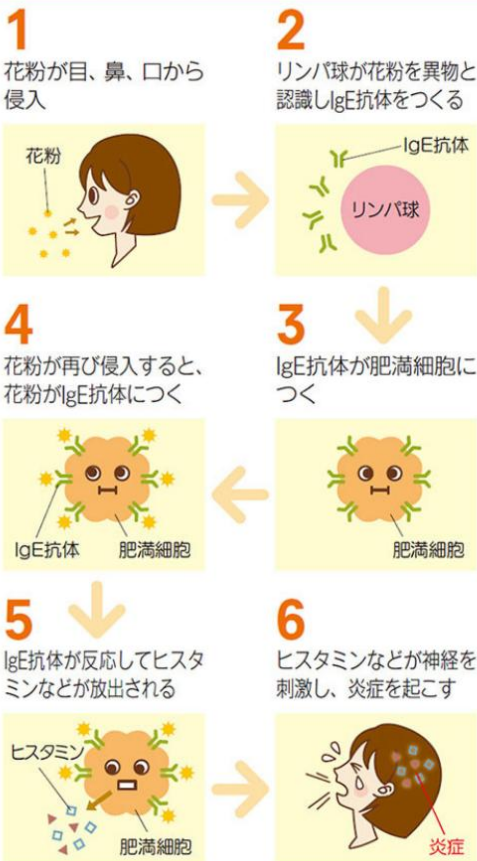 1
花粉が目、鼻、口から
侵入
花粉
2
リンパ球が花粉を異物と
認識しIgE抗体をつくる
IgE抗体
リンパ球
3
IgE抗体が肥満細胞に
つく
肥満細胞
4
花粉が再び侵入すると、
花粉がIgE抗体につく
IgE抗体
肥満細胞
5
IgE抗体が反応してヒスタ
ミンなどが放出される
ヒスタミン
肥満細胞
6
ヒスタミンなどが神経を
刺激し、炎症を起こす
炎症